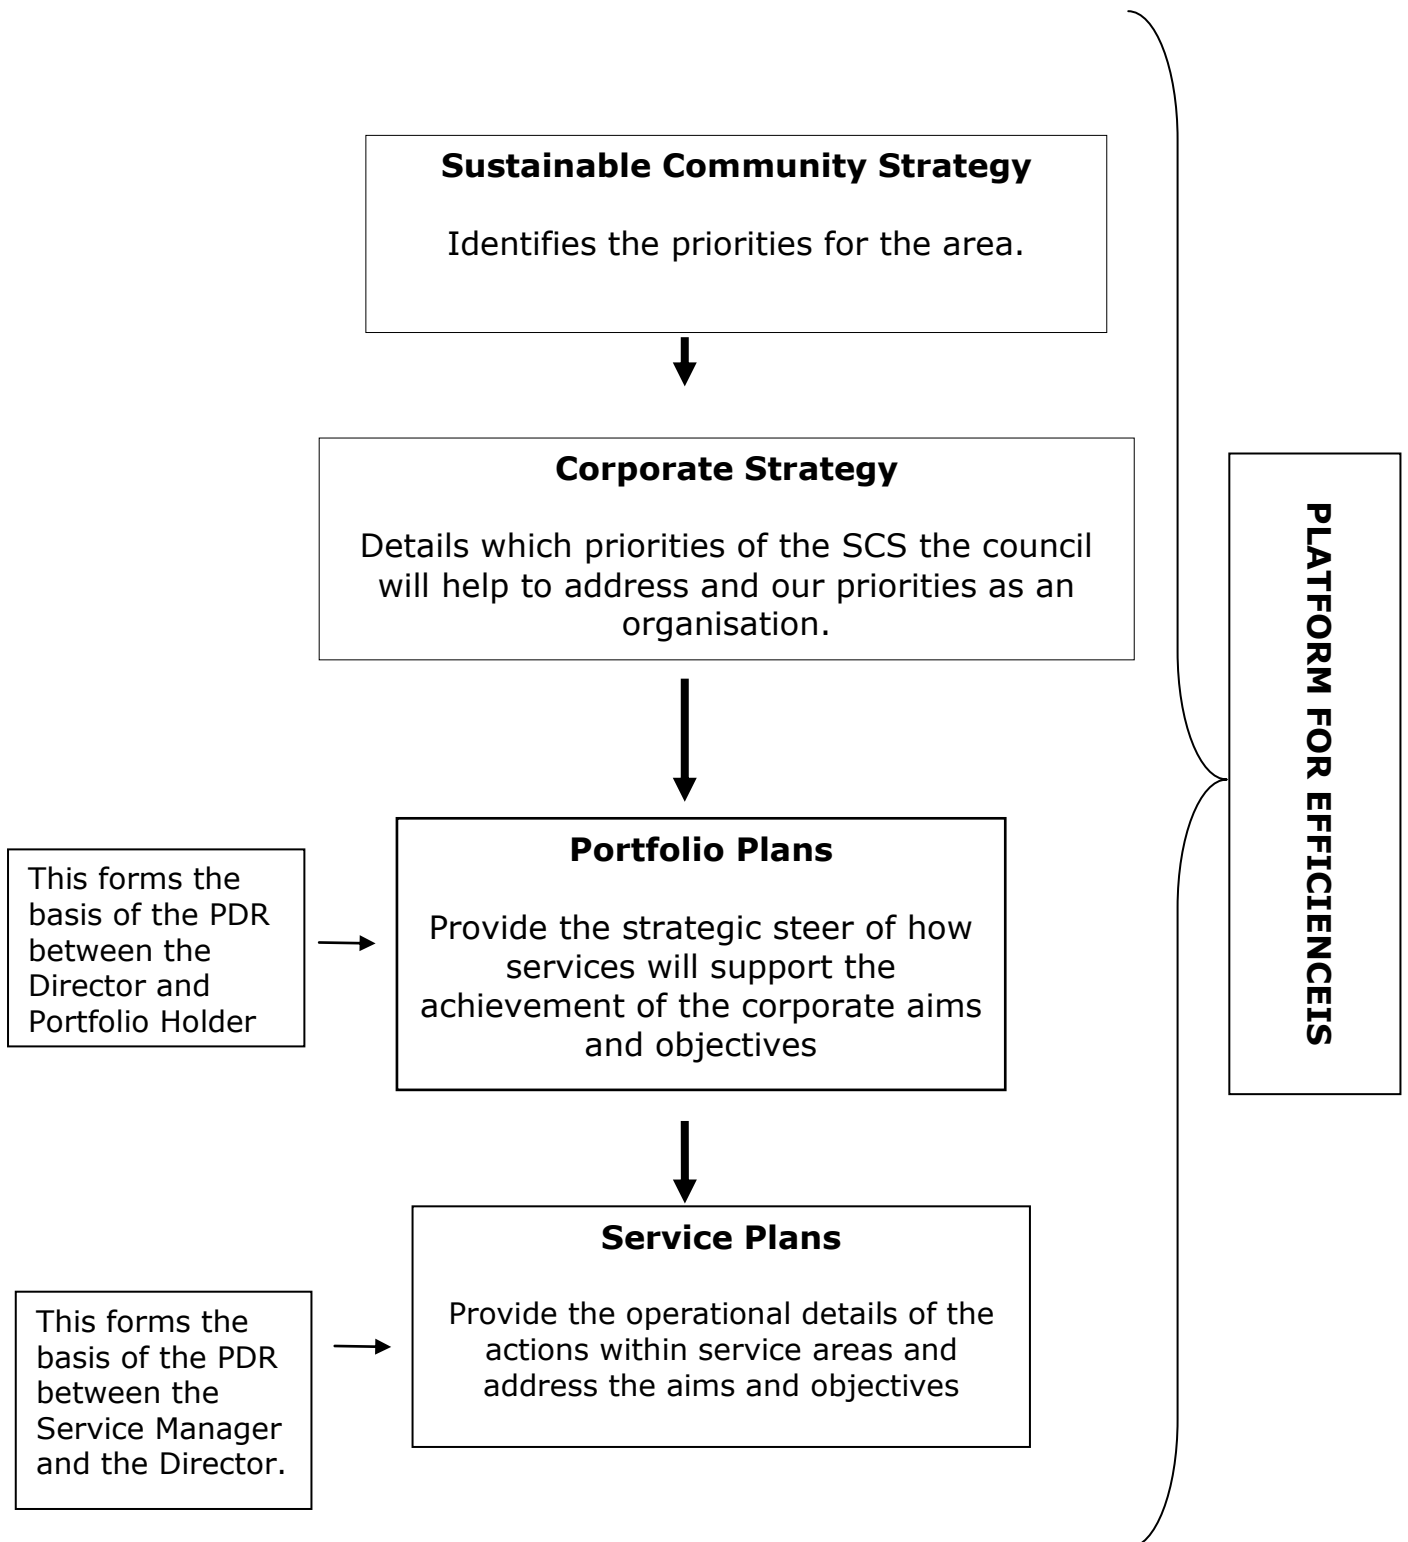 Sustainable Community Strategy
Identifies the priorities for the area.
Corporate Strategy
Details which priorities of the SCS the council
will help to address and our priorities as an
organisation.
PLATFORM FOR EFFICIENCEIS
Portfolio Plans
Provide the strategic steer of how
services will support the
achievement of the corporate aims
and objectives
This forms the
basis of the PDR
between the
Director and
Portfolio Holder
Service Plans
Provide the operational details of the
actions within service areas and
address the aims and objectives
This forms the
basis of the PDR
between the
Service Manager
and the Director.